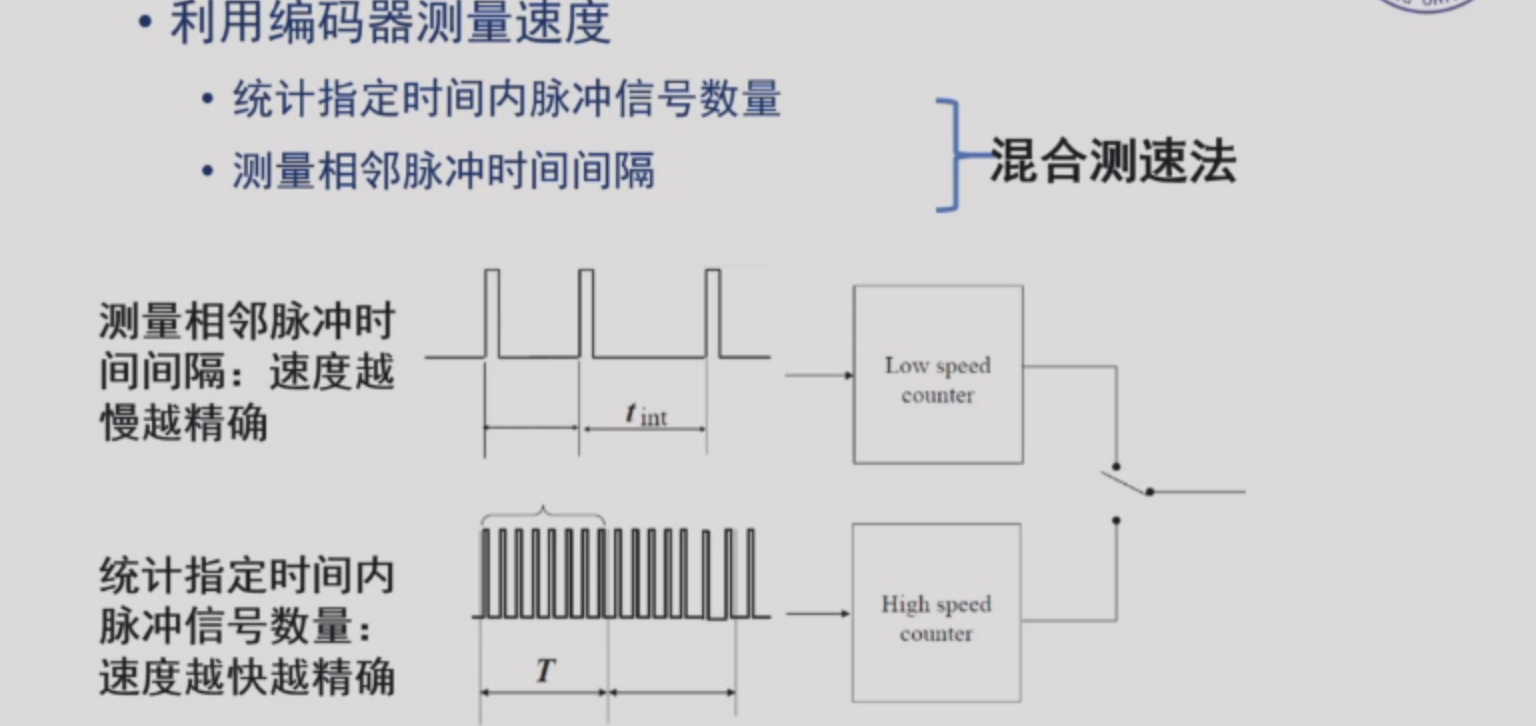 • 利用编码器测量速度
• 统计指定时间内脉冲信号数量
• 测量相邻脉冲时间间隔
混合测速法
测量相邻脉冲时
间间隔：速度越
慢越精确
t int
Low speed
counter
统计指定时间内
脉冲信号数量：
速度越快越精确
T
High speed
counter